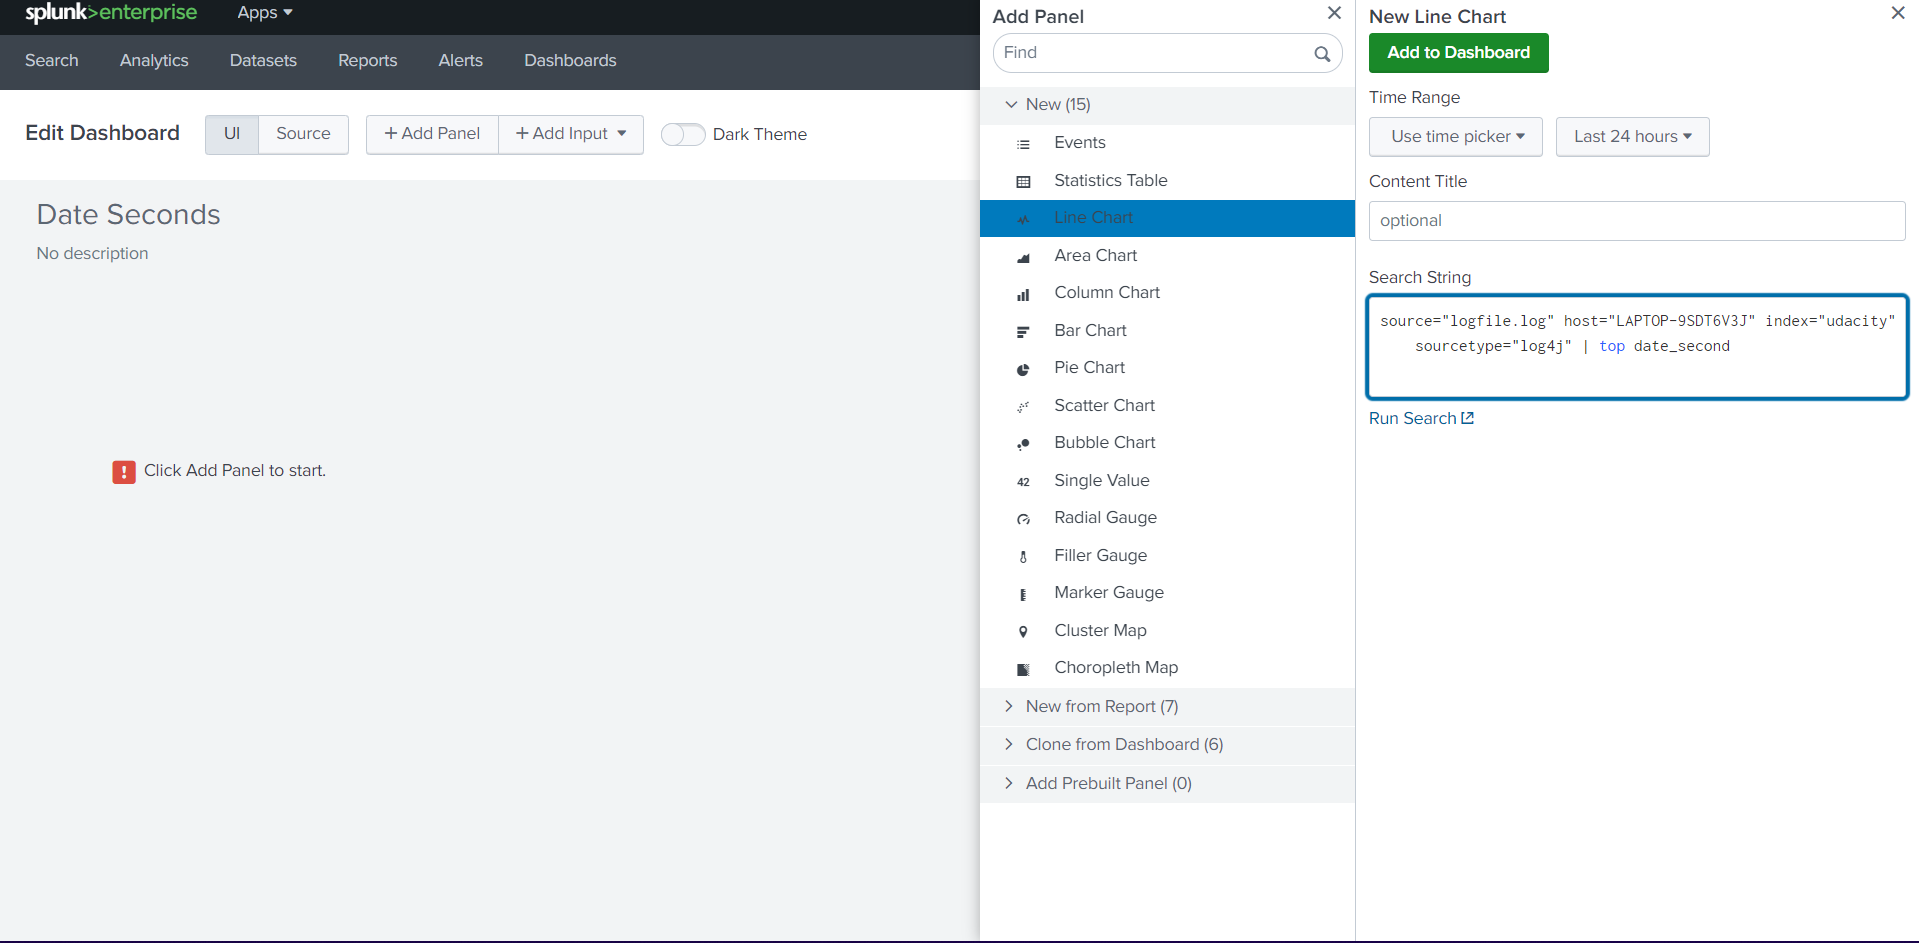 splunk>enterprise Apps
Search Analytics Datasets Reports Alerts Dashboards
Edit Dashboard UI Source + Add Panel + Add Input Dark Theme
Date Seconds
No description
! Click Add Panel to start.
Add Panel
Find
New (15)
Events
Statistics Table
Line Chart
Area Chart
Column Chart
Bar Chart
Pie Chart
Scatter Chart
Bubble Chart
42 Single Value
Radial Gauge
Filler Gauge
Marker Gauge
Cluster Map
Choropleth Map
New from Report (7)
Clone from Dashboard (6)
Add Prebuilt Panel (0)
New Line Chart
Add to Dashboard
Time Range
Use time picker Last 24 hours
Content Title
optional
Search String
source="logfile.log" host="LAPTOP-9SDT6V3J" index="udacity"
sourcetype="log4j" | top date_second
Run Search